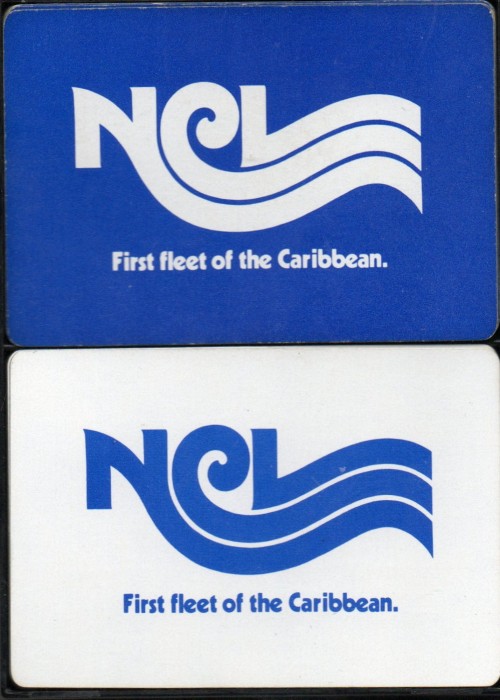 NCL
First fleet of the Caribbean.
NCL
First fleet of the Caribbean.